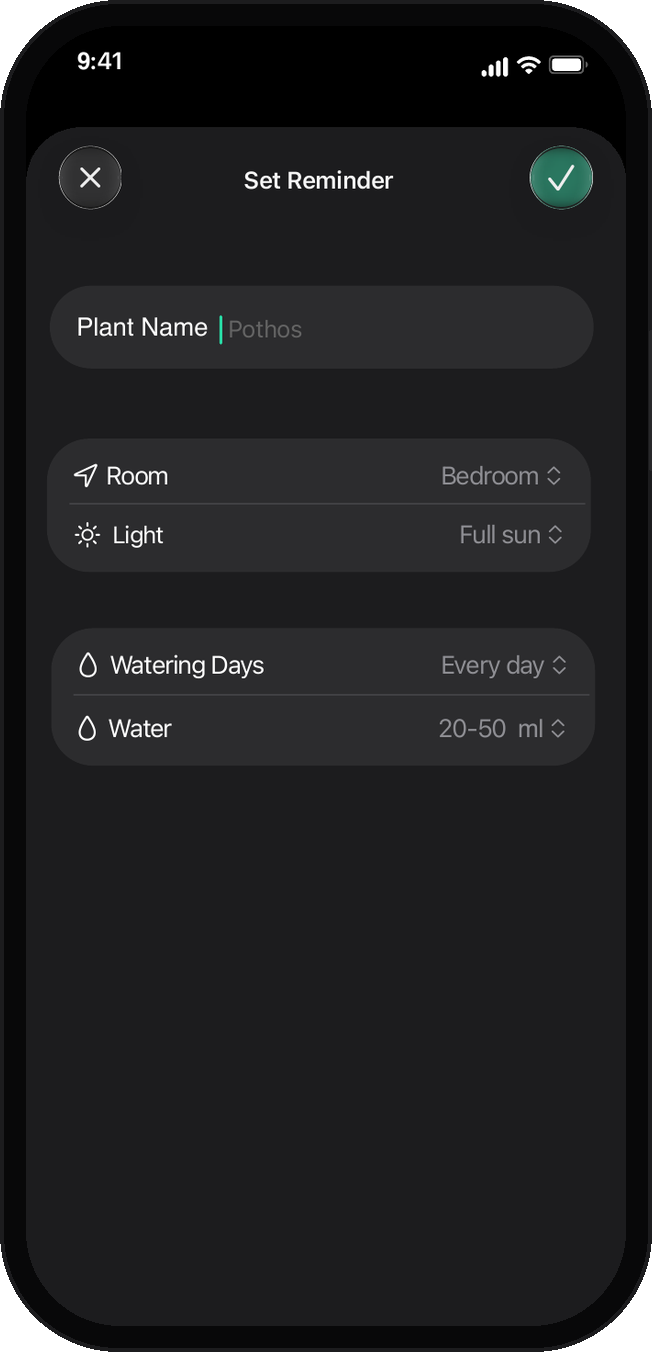 9:41
Set Reminder
Plant Name Pothos
Room Bedroom
Light Full sun
Watering Days Every day
Water 20-50 ml